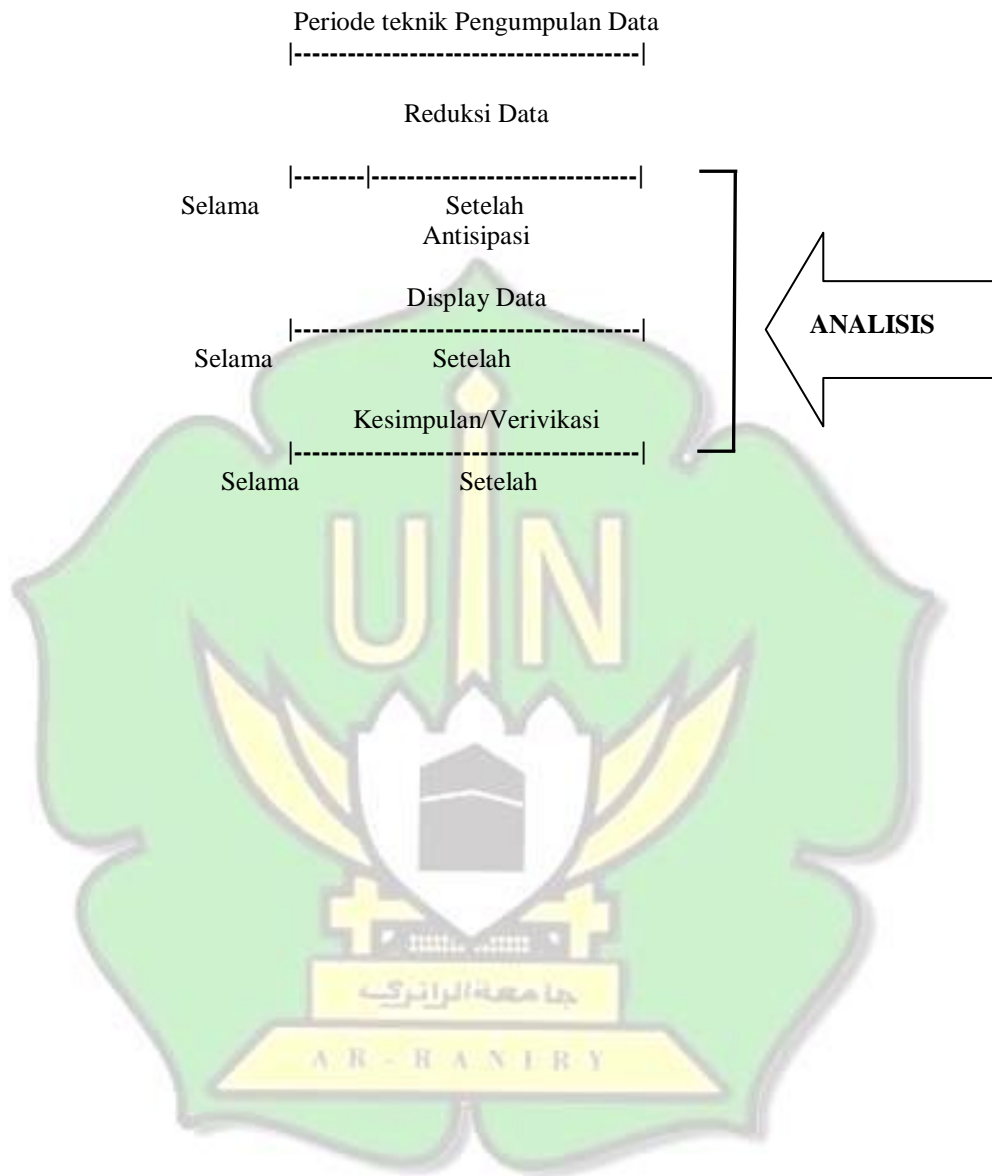 Periode teknik Pengumpulan Data
|-----------------------------|
Reduksi Data
|-------|-----------------------|
Selama Setelah
Antisipasi
Display Data
|-----------------------------|
Selama Setelah
ANALISIS
Kesimpulan/Verivikasi
|-----------------------------|
Selama Setelah
UIN
جامعة الرانري
AR-RANIRY